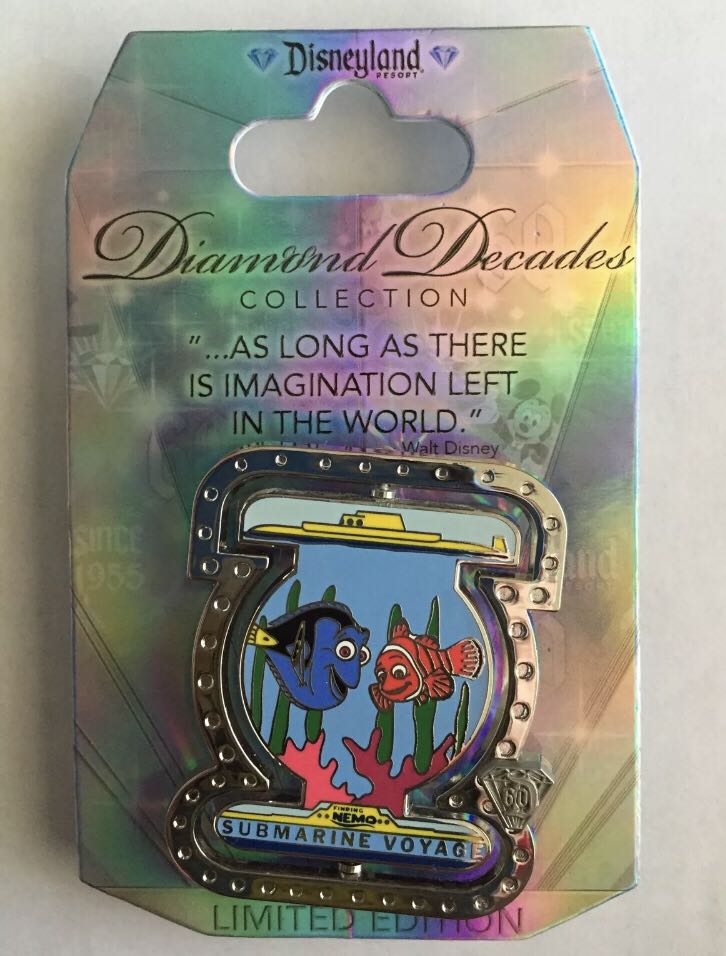 Disneyland
RESORT
60
Diamond Decades
COLLECTION
"...AS LONG AS THERE
IS IMAGINATION LEFT
IN THE WORLD."
Walt Disney
SINCE
1955
60
FINDING
NEMO
SUBMARINE VOYAGE
LIMITED EDITION